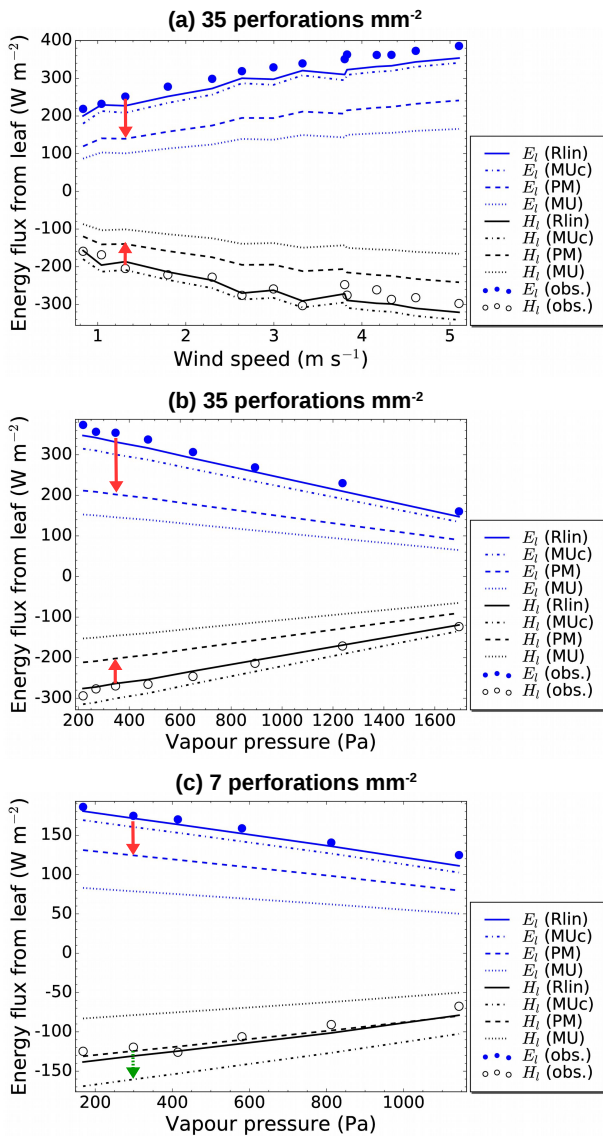 (a) 35 perforations mm⁻²
Energy flux from leaf (W m⁻²)
400
300
200
100
0
-100
-200
-300
1
2
3
4
5
Wind speed (m s⁻¹)
E_l (Rlin)
E_l (MUc)
E_l (PM)
E_l (MU)
H_l (Rlin)
H_l (MUc)
H_l (PM)
H_l (MU)
E_l (obs.)
H_l (obs.)
(b) 35 perforations mm⁻²
Energy flux from leaf (W m⁻²)
300
200
100
0
-100
-200
-300
200
400
600
800
1000
1200
1400
1600
Vapour pressure (Pa)
E_l (Rlin)
E_l (MUc)
E_l (PM)
E_l (MU)
H_l (Rlin)
H_l (MUc)
H_l (PM)
H_l (MU)
E_l (obs.)
H_l (obs.)
(c) 7 perforations mm⁻²
Energy flux from leaf (W m⁻²)
150
100
50
0
-50
-100
-150
200
400
600
800
1000
Vapour pressure (Pa)
E_l (Rlin)
E_l (MUc)
E_l (PM)
E_l (MU)
H_l (Rlin)
H_l (MUc)
H_l (PM)
H_l (MU)
E_l (obs.)
H_l (obs.)